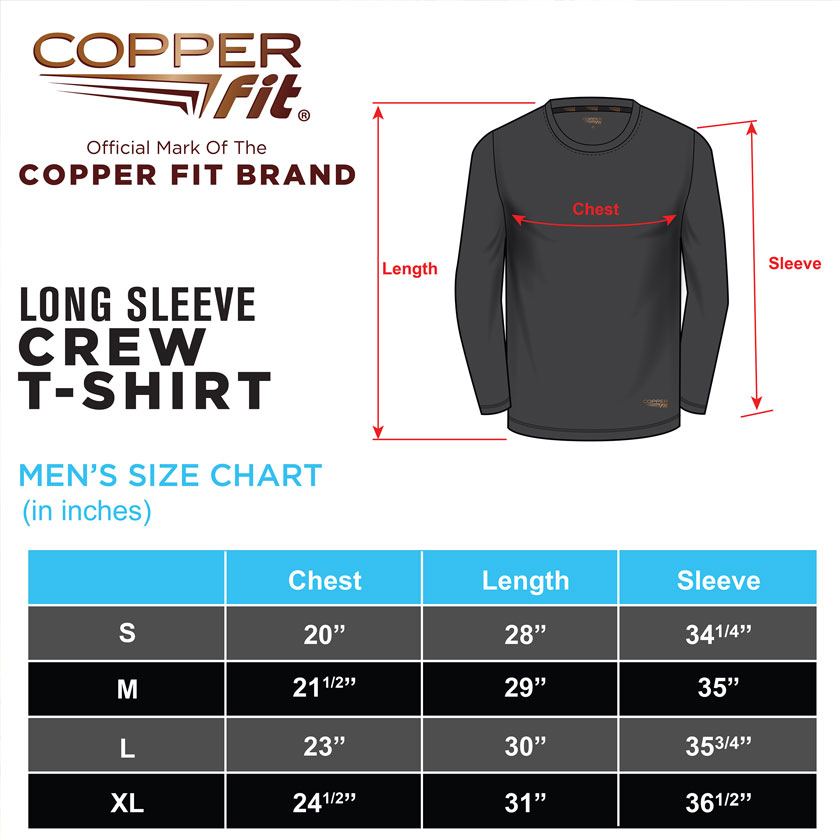 COPPER
fit®
Official Mark Of The
COPPER FIT BRAND
LONG SLEEVE
CREW
T-SHIRT
Length
Chest
Sleeve
COPPER
fit
MEN'S SIZE CHART
(in inches)
Chest Length Sleeve
S 20” 28” 34 1/4”
M 21 1/2” 29” 35”
L 23” 30” 35 3/4”
XL 24 1/2” 31” 36 1/2”